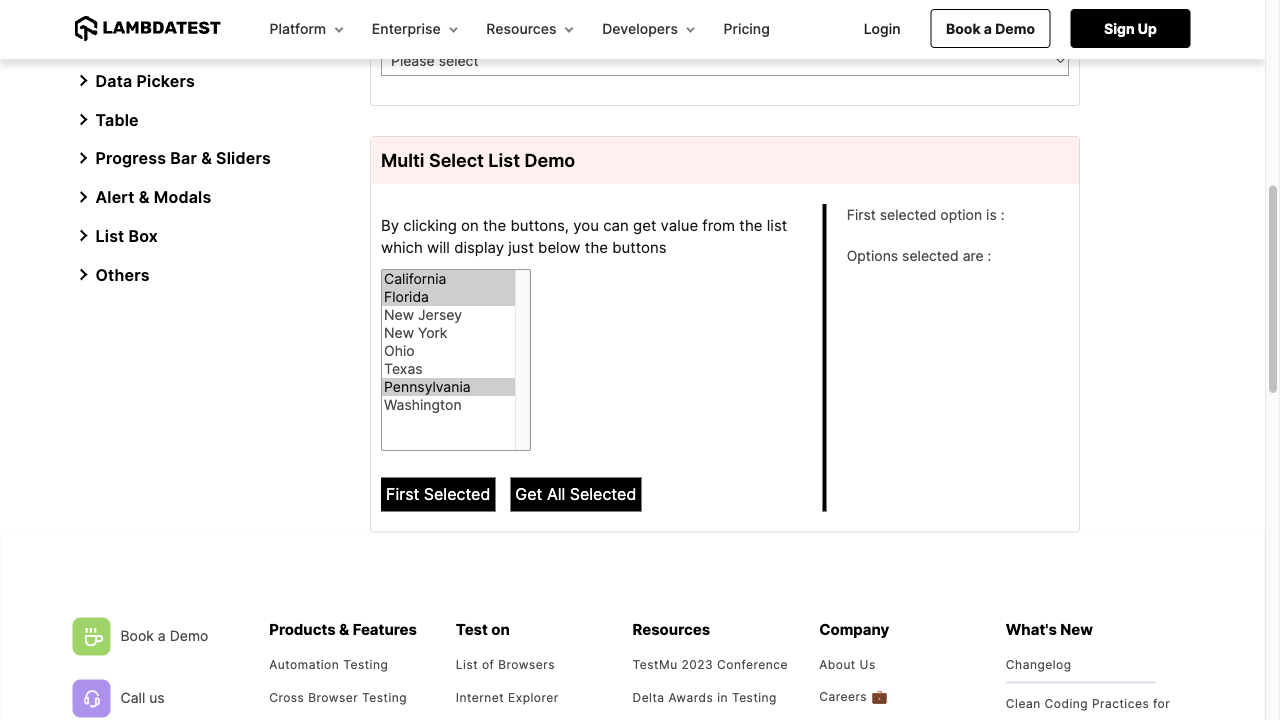 LAMBDATEST
Platform
Enterprise
Resources
Developers
Pricing
Login
Book a Demo
Sign Up
Data Pickers
Table
Progress Bar & Sliders
Alert & Modals
List Box
Others
Please select
Multi Select List Demo
By clicking on the buttons, you can get value from the list
which will display just below the buttons
California
Florida
New Jersey
New York
Ohio
Texas
Pennsylvania
Washington
First Selected
Get All Selected
First selected option is :
Options selected are :
Book a Demo
Call us
Products & Features
Automation Testing
Cross Browser Testing
Test on
List of Browsers
Internet Explorer
Resources
TestMu 2023 Conference
Delta Awards in Testing
Company
About Us
Careers 💼
What's New
Changelog
Clean Coding Practices for